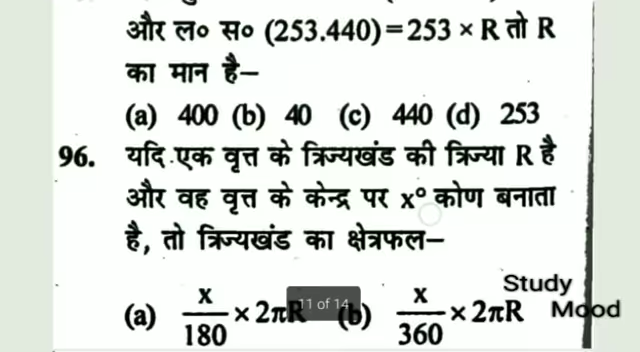 और ल० स० (253.440) = 253 × R तो R
का मान है–
(a) 400 (b) 40 (c) 440 (d) 253
96. यदि एक वृत्त के त्रिज्यखंड की त्रिज्या R है
और वह वृत्त के केन्द्र पर x° कोण बनाता
है, तो त्रिज्यखंड का क्षेत्रफल–
(a) x/180 × 2πR (b) x/360 × 2πR
11 of 14
Study
Mood